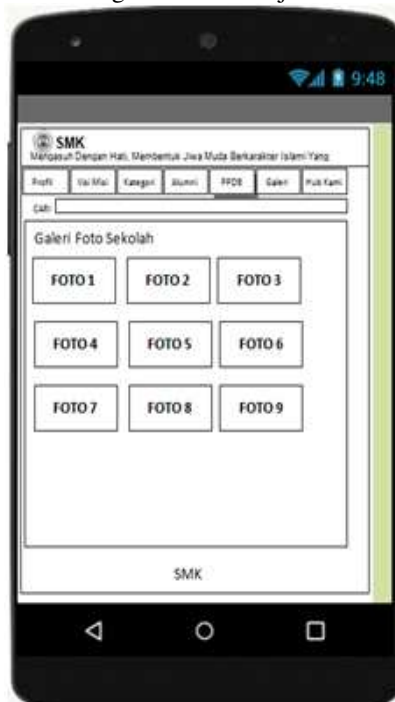 9:48
SMK
Mengasuh Dengan Hati, Membentuk Jiwa Muda Berkarakter Islami Yang
Profil Visi Misi Kategori Alumni PPDB Galeri Hub Kami
CARI
Galeri Foto Sekolah
FOTO 1 FOTO 2 FOTO 3
FOTO 4 FOTO 5 FOTO 6
FOTO 7 FOTO 8 FOTO 9
SMK